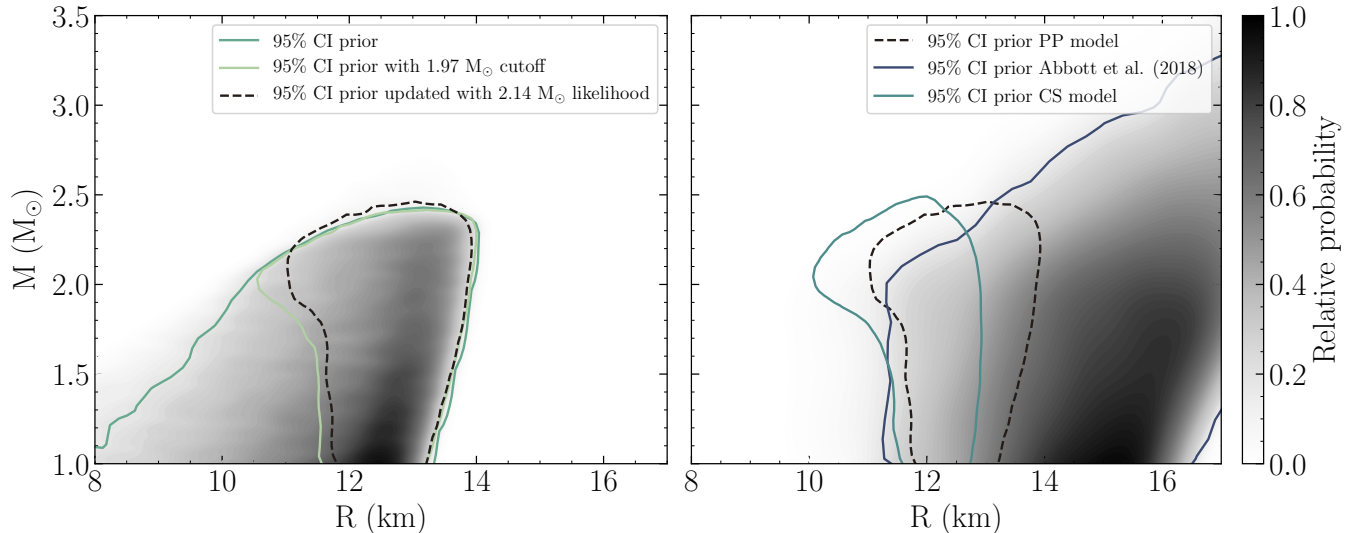 3.5
3.0
2.5
2.0
1.5
1.0
M (M⊙)
95% CI prior
95% CI prior with 1.97 M⊙ cutoff
95% CI prior updated with 2.14 M⊙ likelihood
8
10
12
14
16
R (km)
95% CI prior PP model
95% CI prior Abbott et al. (2018)
95% CI prior CS model
8
10
12
14
16
R (km)
1.0
0.8
0.6
0.4
0.2
0.0
Relative probability